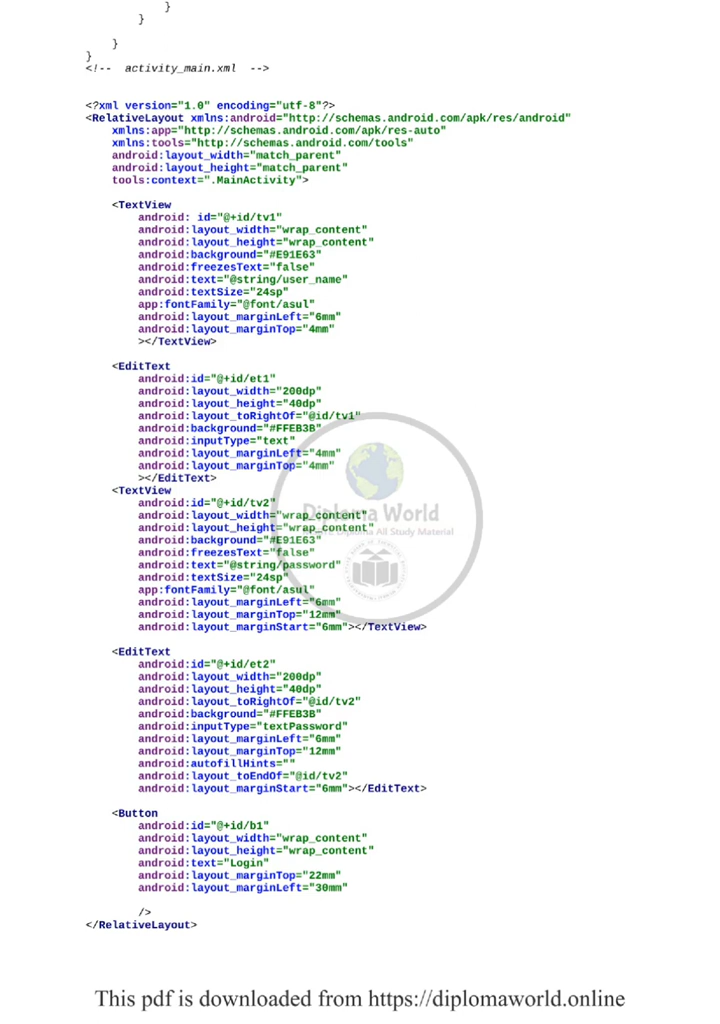 }
}
}
}
<!-- activity_main.xml -->
<?xml version="1.0" encoding="utf-8"?>
<RelativeLayout xmlns:android="http://schemas.android.com/apk/res/android"
xmlns:app="http://schemas.android.com/apk/res-auto"
xmlns:tools="http://schemas.android.com/tools"
android:layout_width="match_parent"
android:layout_height="match_parent"
tools:context=".MainActivity">
<TextView
android: id="@+id/tv1"
android:layout_width="wrap_content"
android:layout_height="wrap_content"
android:background="#E91E63"
android:freezesText="false"
android:text="@string/user_name"
android:textSize="24sp"
app:fontFamily="@font/asul"
android:layout_marginLeft="6mm"
android:layout_marginTop="4mm"
></TextView>
<EditText
android:id="@+id/et1"
android:layout_width="200dp"
android:layout_height="40dp"
android:layout_toRightOf="@id/tv1"
android:background="#FFEB3B"
android:inputType="text"
android:layout_marginLeft="4mm"
android:layout_marginTop="4mm"
></EditText>
<TextView
android:id="@+id/tv2"
android:layout_width="wrap_content"
android:layout_height="wrap_content"
android:background="#E91E63"
android:freezesText="false"
android:text="@string/password"
android:textSize="24sp"
app:fontFamily="@font/asul"
android:layout_marginLeft="6mm"
android:layout_marginTop="12mm"
android:layout_marginStart="6mm"></TextView>
<EditText
android:id="@+id/et2"
android:layout_width="200dp"
android:layout_height="40dp"
android:layout_toRightOf="@id/tv2"
android:background="#FFEB3B"
android:inputType="textPassword"
android:layout_marginLeft="6mm"
android:layout_marginTop="12mm"
android:autofillHints=""
android:layout_toEndOf="@id/tv2"
android:layout_marginStart="6mm"></EditText>
<Button
android:id="@+id/b1"
android:layout_width="wrap_content"
android:layout_height="wrap_content"
android:text="Login"
android:layout_marginTop="22mm"
android:layout_marginLeft="30mm"
/>
</RelativeLayout>
Diploma World
Diploma All Study Material
This pdf is downloaded from https://diplomaworld.online